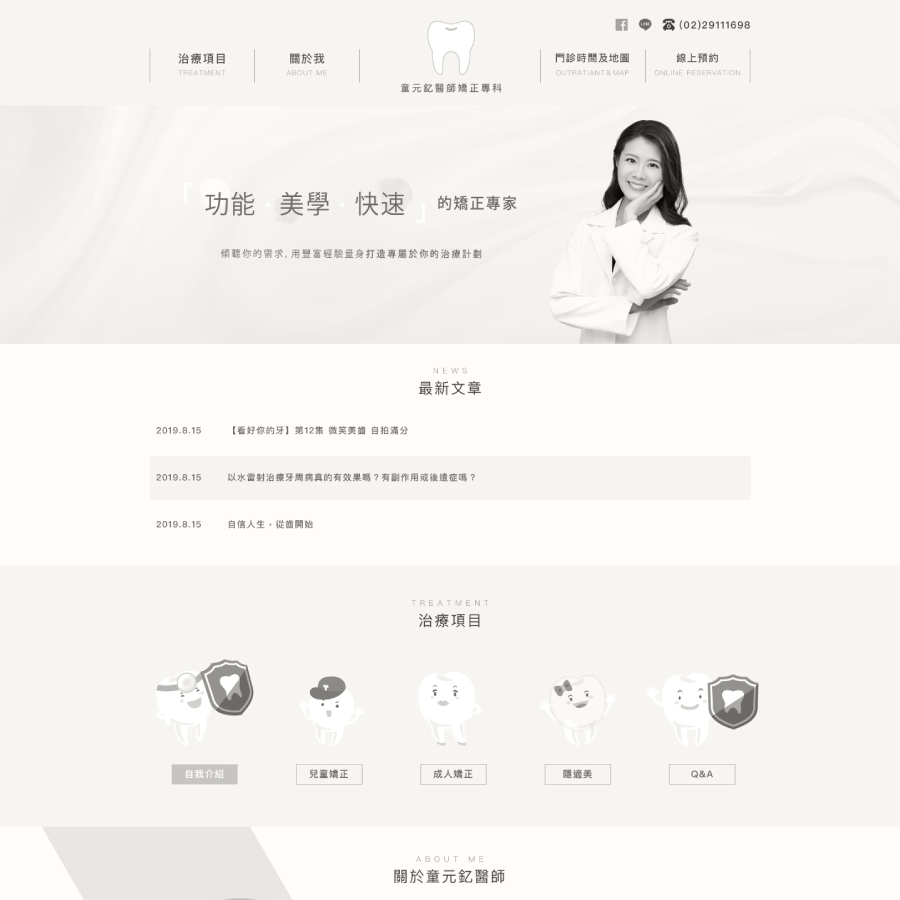 (02)29111698
治療項目
TREATMENT
關於我
ABOUT ME
童元釔醫師矯正專科
門診時間及地圖
OUTPATIANT&MAP
線上預約
ONLINE RESERVATION
「功能·美學·快速」的矯正專家
傾聽你的需求, 用豐富經驗量身打造專屬於你的治療計劃
NEWS
最新文章
2019.8.15 【看好你的牙】第12集 微笑美齒 自拍滿分
2019.8.15 以水雷射治療牙周病真的有效果嗎？有副作用或後遺症嗎？
2019.8.15 自信人生，從齒開始
TREATMENT
治療項目
自我介紹
兒童矯正
成人矯正
隱適美
Q&A
ABOUT ME
關於童元釔醫師